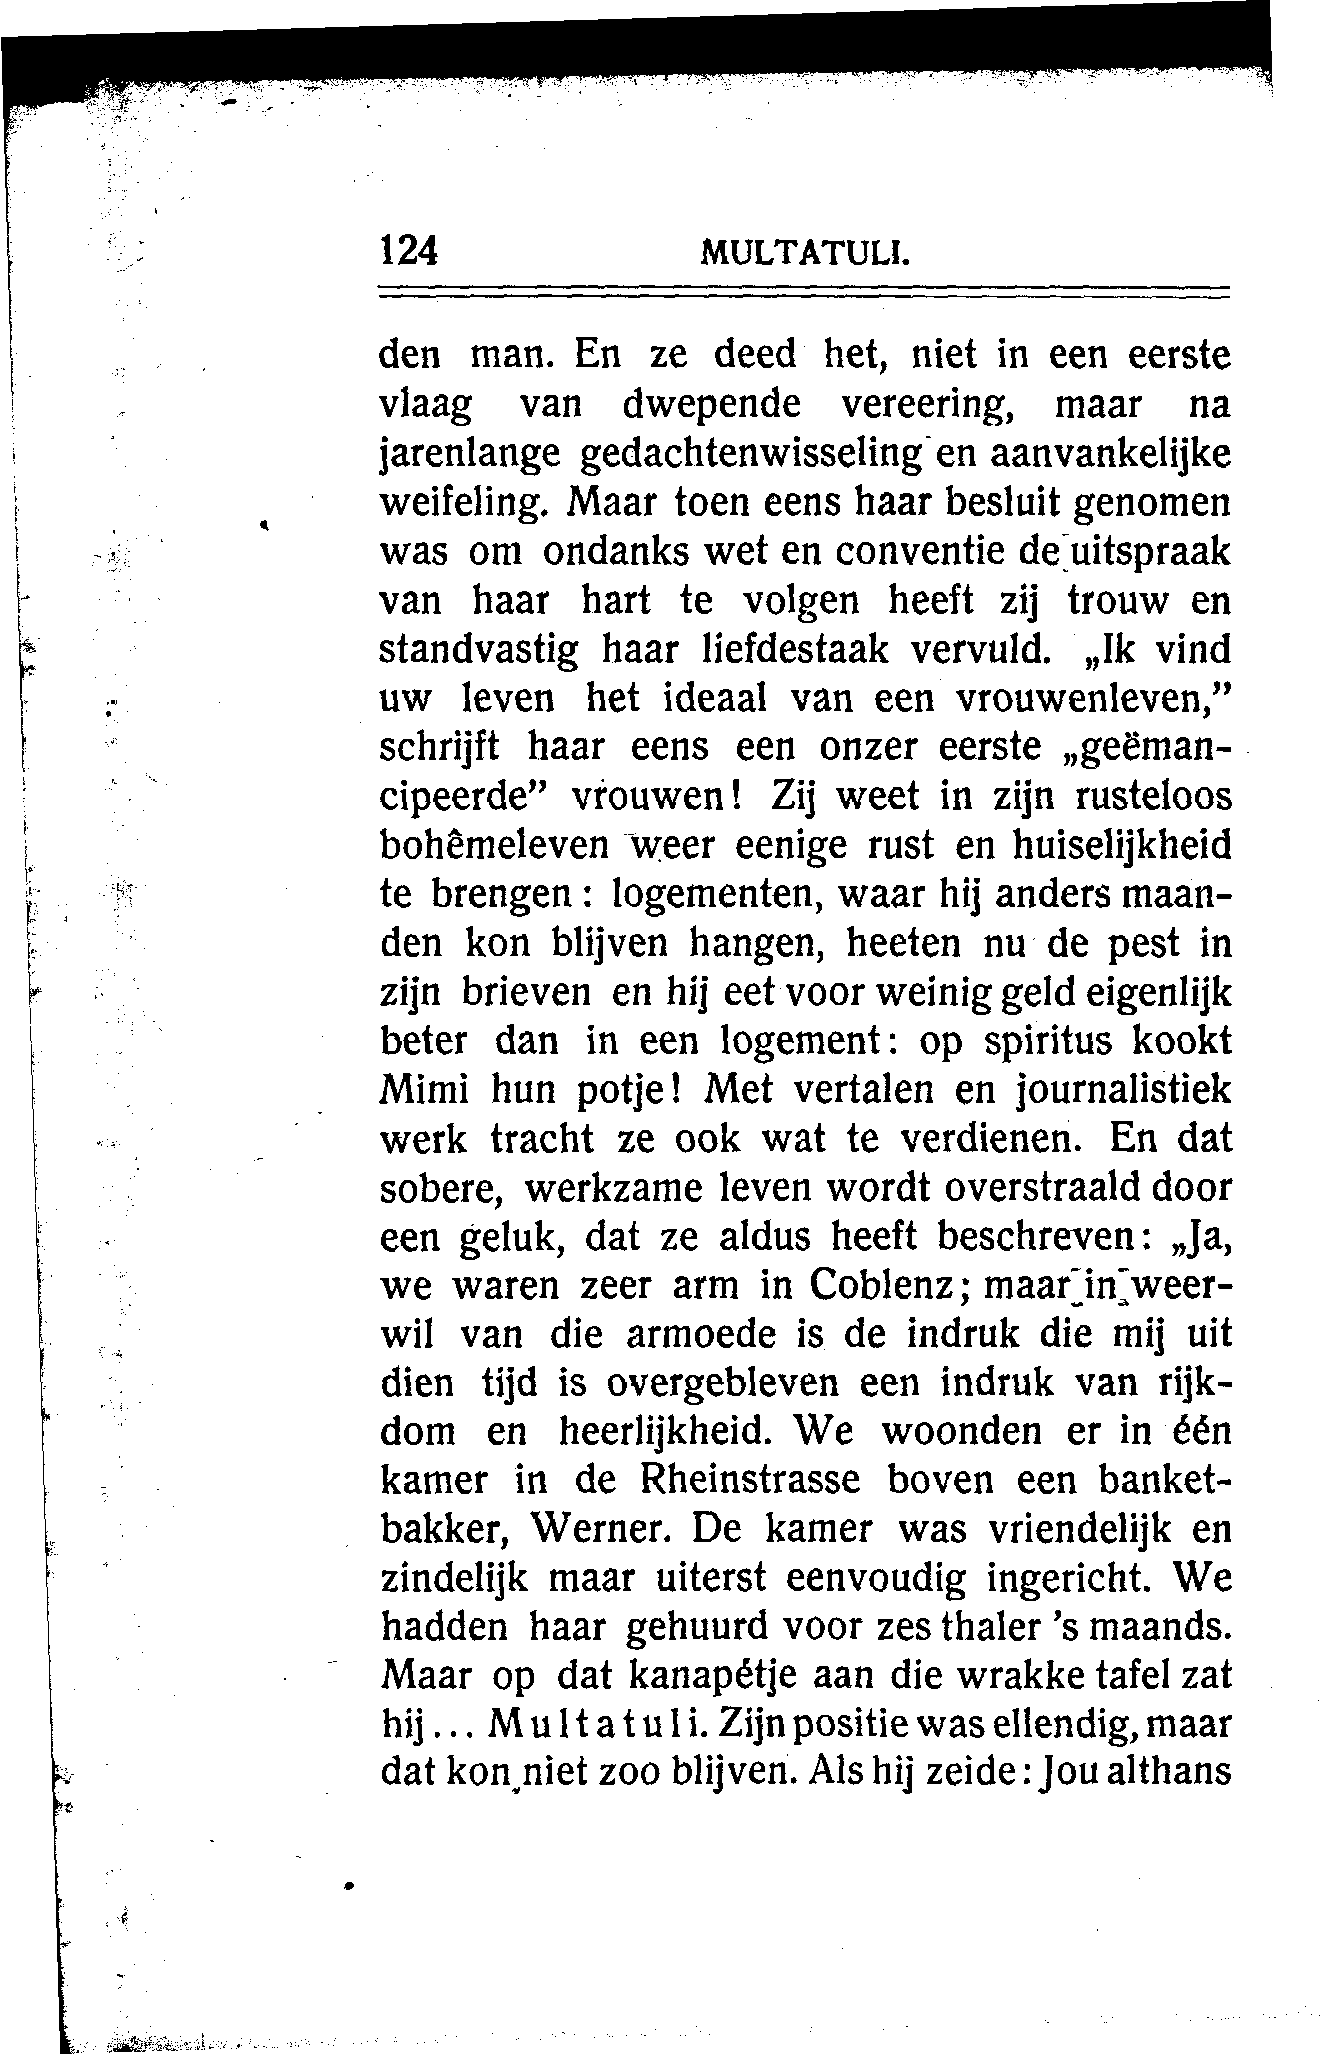 124 MULTATULI.
den man. En ze deed het, niet in een eerste
vlaag van dwepende vereering, maar na
jarenlange gedachtenwisseling en aanvankelijke
weifeling. Maar toen eens haar besluit genomen
was om ondanks wet en conventie de uitspraak
van haar hart te volgen heeft zij trouw en
standvastig haar liefdestaak vervuld. „Ik vind
uw leven het ideaal van een vrouwenleven,”
schrijft haar eens een onzer eerste „geëman-
cipeerde” vrouwen! Zij weet in zijn rusteloos
bohêmeleven weer eenige rust en huiselijkheid
te brengen: logementen, waar hij anders maan-
den kon blijven hangen, heeten nu de pest in
zijn brieven en hij eet voor weinig geld eigenlijk
beter dan in een logement: op spiritus kookt
Mimi hun potje! Met vertalen en journalistiek
werk tracht ze ook wat te verdienen. En dat
sobere, werkzame leven wordt overstraald door
een geluk, dat ze aldus heeft beschreven: „Ja,
we waren zeer arm in Coblenz; maar in weer-
wil van die armoede is de indruk die mij uit
dien tijd is overgebleven een indruk van rijk-
dom en heerlijkheid. We woonden er in één
kamer in de Rheinstrasse boven een banket-
bakker, Werner. De kamer was vriendelijk en
zindelijk maar uiterst eenvoudig ingericht. We
hadden haar gehuurd voor zes thaler 's maands.
Maar op dat kanapétje aan die wrakke tafel zat
hij... Multatuli. Zijn positie was ellendig, maar
dat kon niet zoo blijven. Als hij zeide: Jou althans